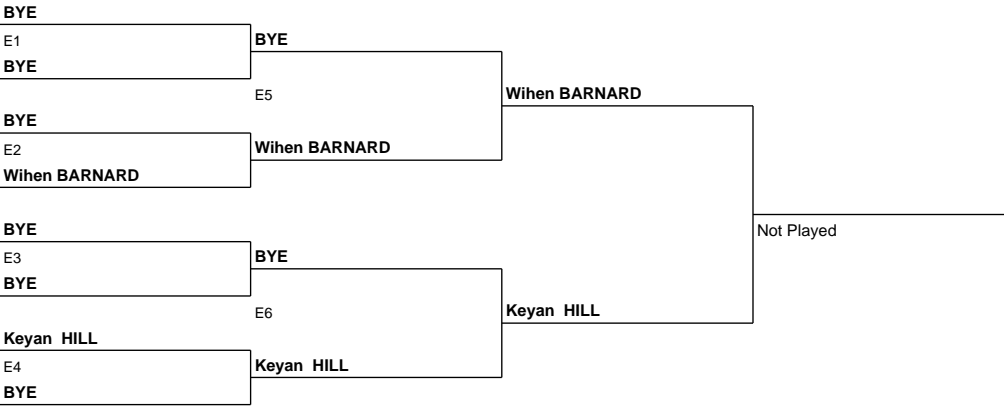 BYE
E1
BYE
BYE
E5
BYE
E2
Wihen BARNARD
Wihen BARNARD
Wihen BARNARD
BYE
E3
BYE
BYE
E6
Keyan HILL
E4
BYE
Keyan HILL
Keyan HILL
Not Played